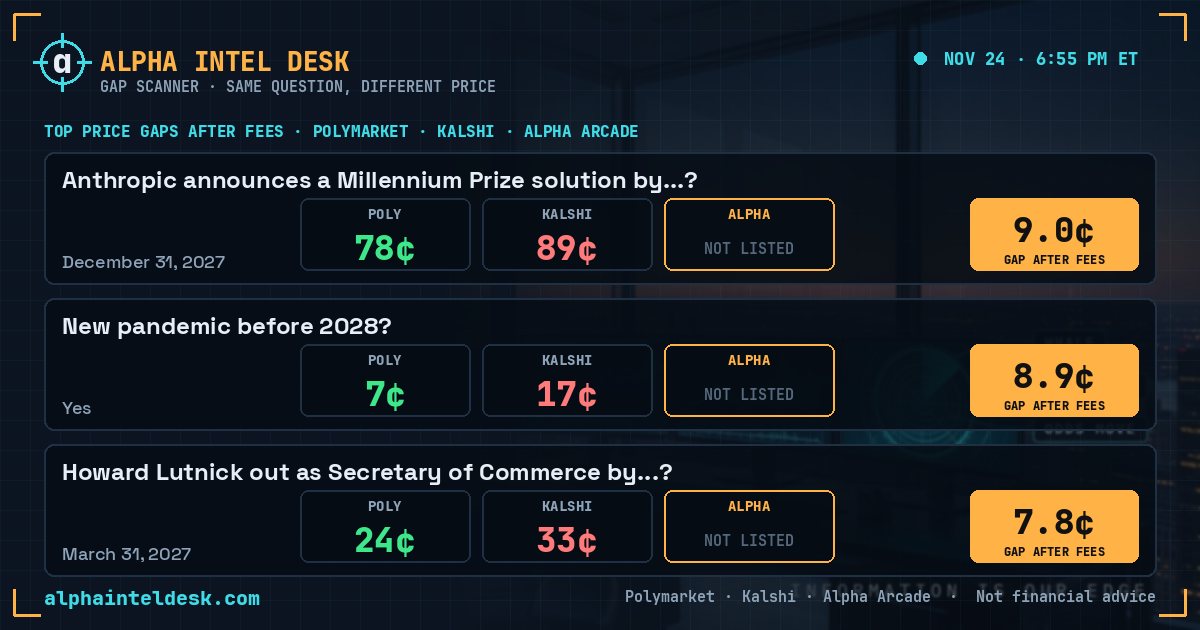 α ALPHA INTEL DESK
GAP SCANNER · SAME QUESTION, DIFFERENT PRICE
NOV 24 · 6:55 PM ET
TOP PRICE GAPS AFTER FEES · POLYMARKET · KALSHI · ALPHA ARCADE
Anthropic announces a Millennium Prize solution by...?
December 31, 2027
POLY
78¢
KALSHI
89¢
ALPHA
NOT LISTED
9.0¢
GAP AFTER FEES
New pandemic before 2028?
Yes
POLY
7¢
KALSHI
17¢
ALPHA
NOT LISTED
8.9¢
GAP AFTER FEES
Howard Lutnick out as Secretary of Commerce by...?
March 31, 2027
POLY
24¢
KALSHI
33¢
ALPHA
NOT LISTED
7.8¢
GAP AFTER FEES
INFORMATION IS OUR EDGE
alphainteldesk.com
Polymarket · Kalshi · Alpha Arcade · Not financial advice